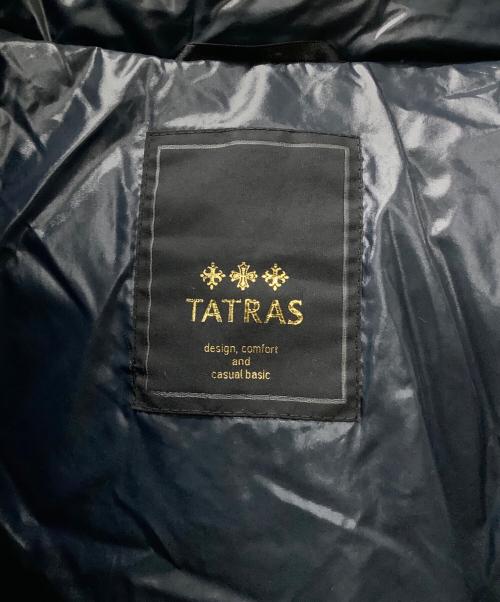 TATRAS
design, comfort
and
casual basic